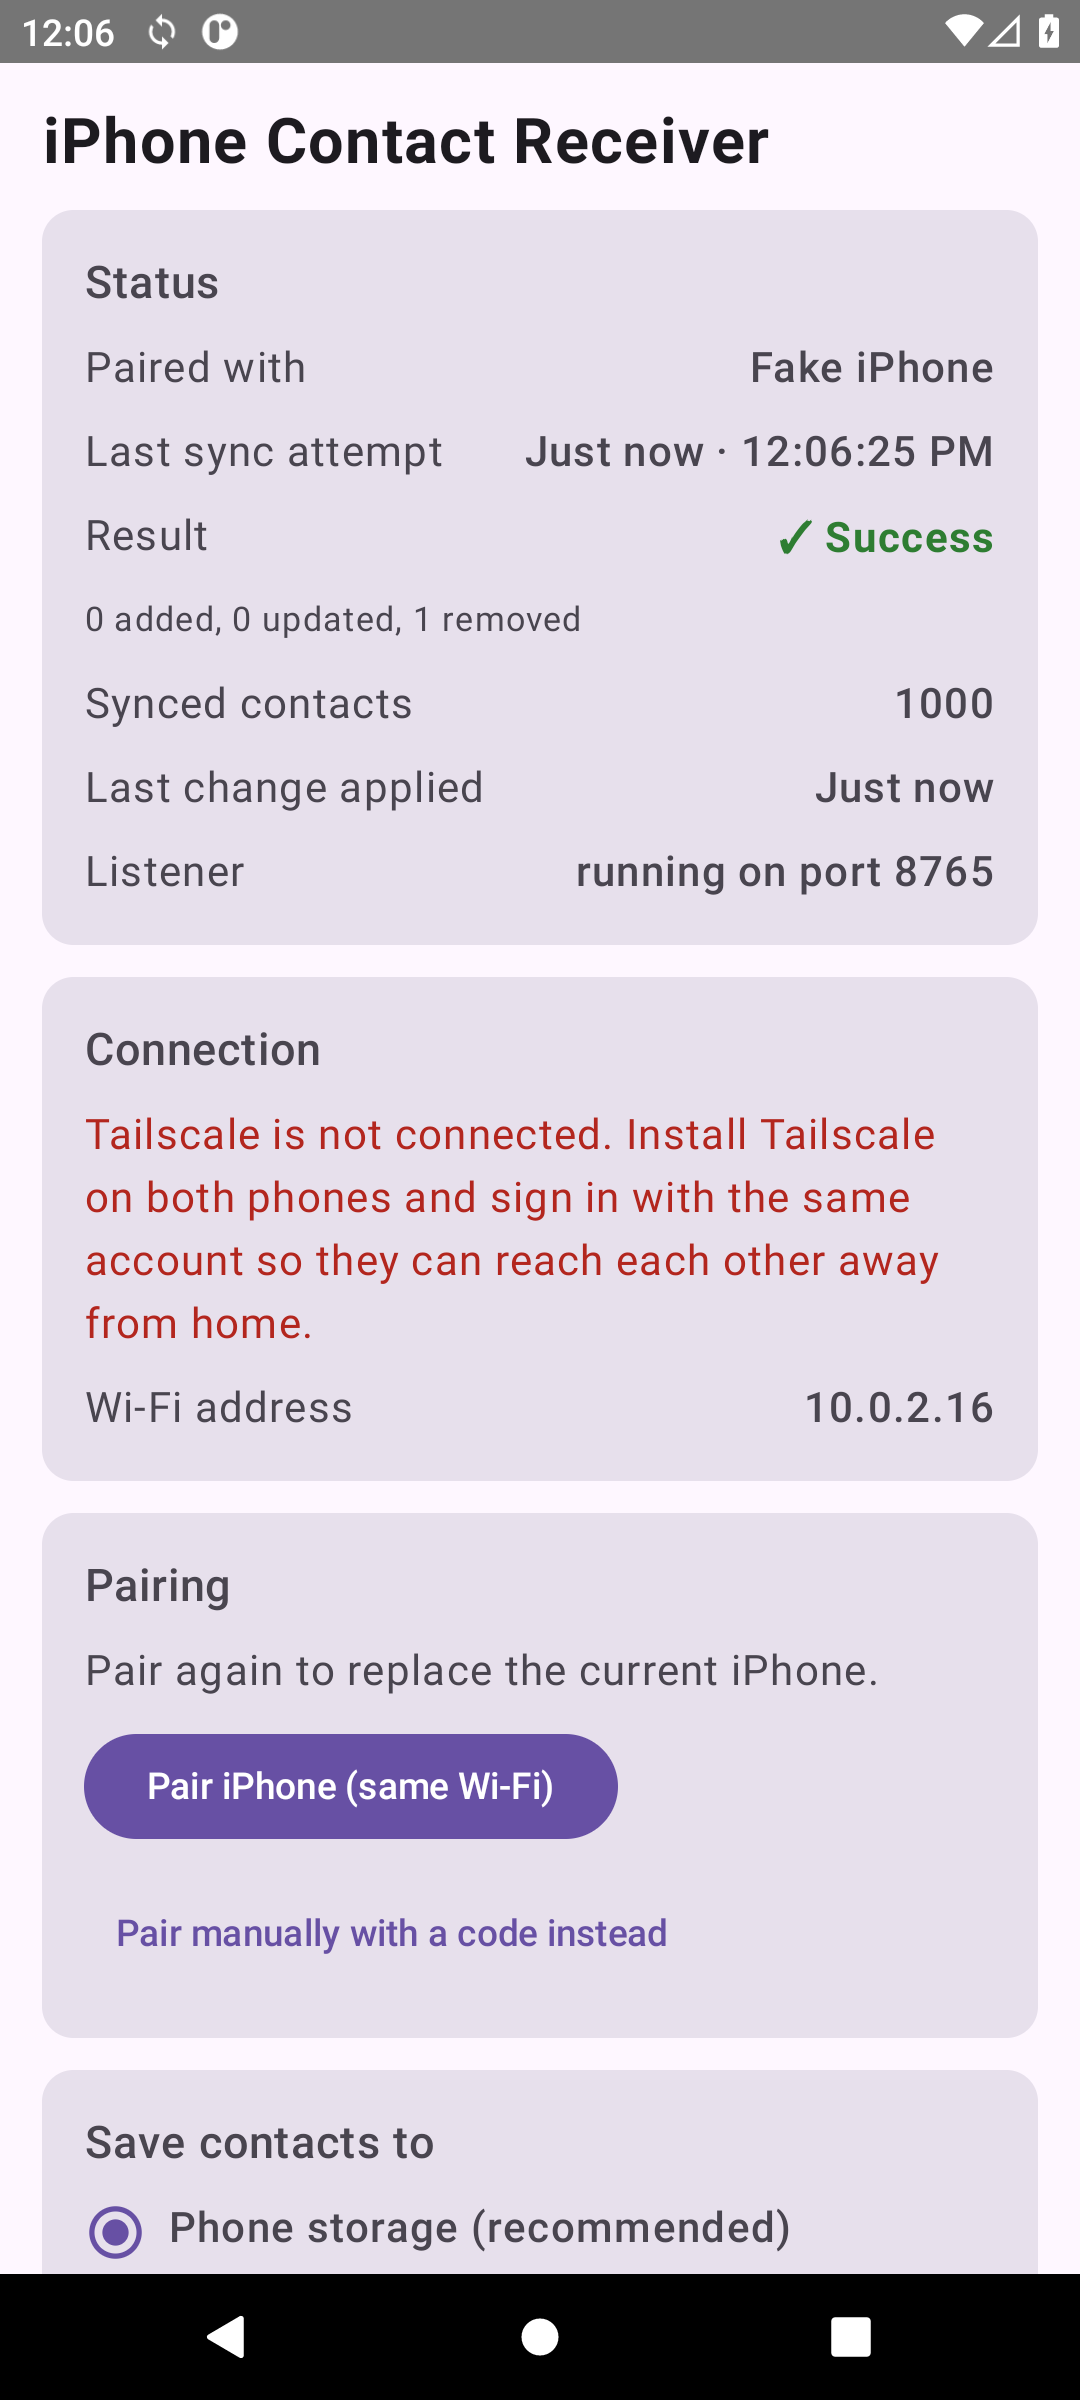 12:06
iPhone Contact Receiver
Status
Paired with Fake iPhone
Last sync attempt Just now · 12:06:25 PM
Result ✓ Success
0 added, 0 updated, 1 removed
Synced contacts 1000
Last change applied Just now
Listener running on port 8765
Connection
Tailscale is not connected. Install Tailscale
on both phones and sign in with the same
account so they can reach each other away
from home.
Wi-Fi address 10.0.2.16
Pairing
Pair again to replace the current iPhone.
Pair iPhone (same Wi-Fi)
Pair manually with a code instead
Save contacts to
Phone storage (recommended)